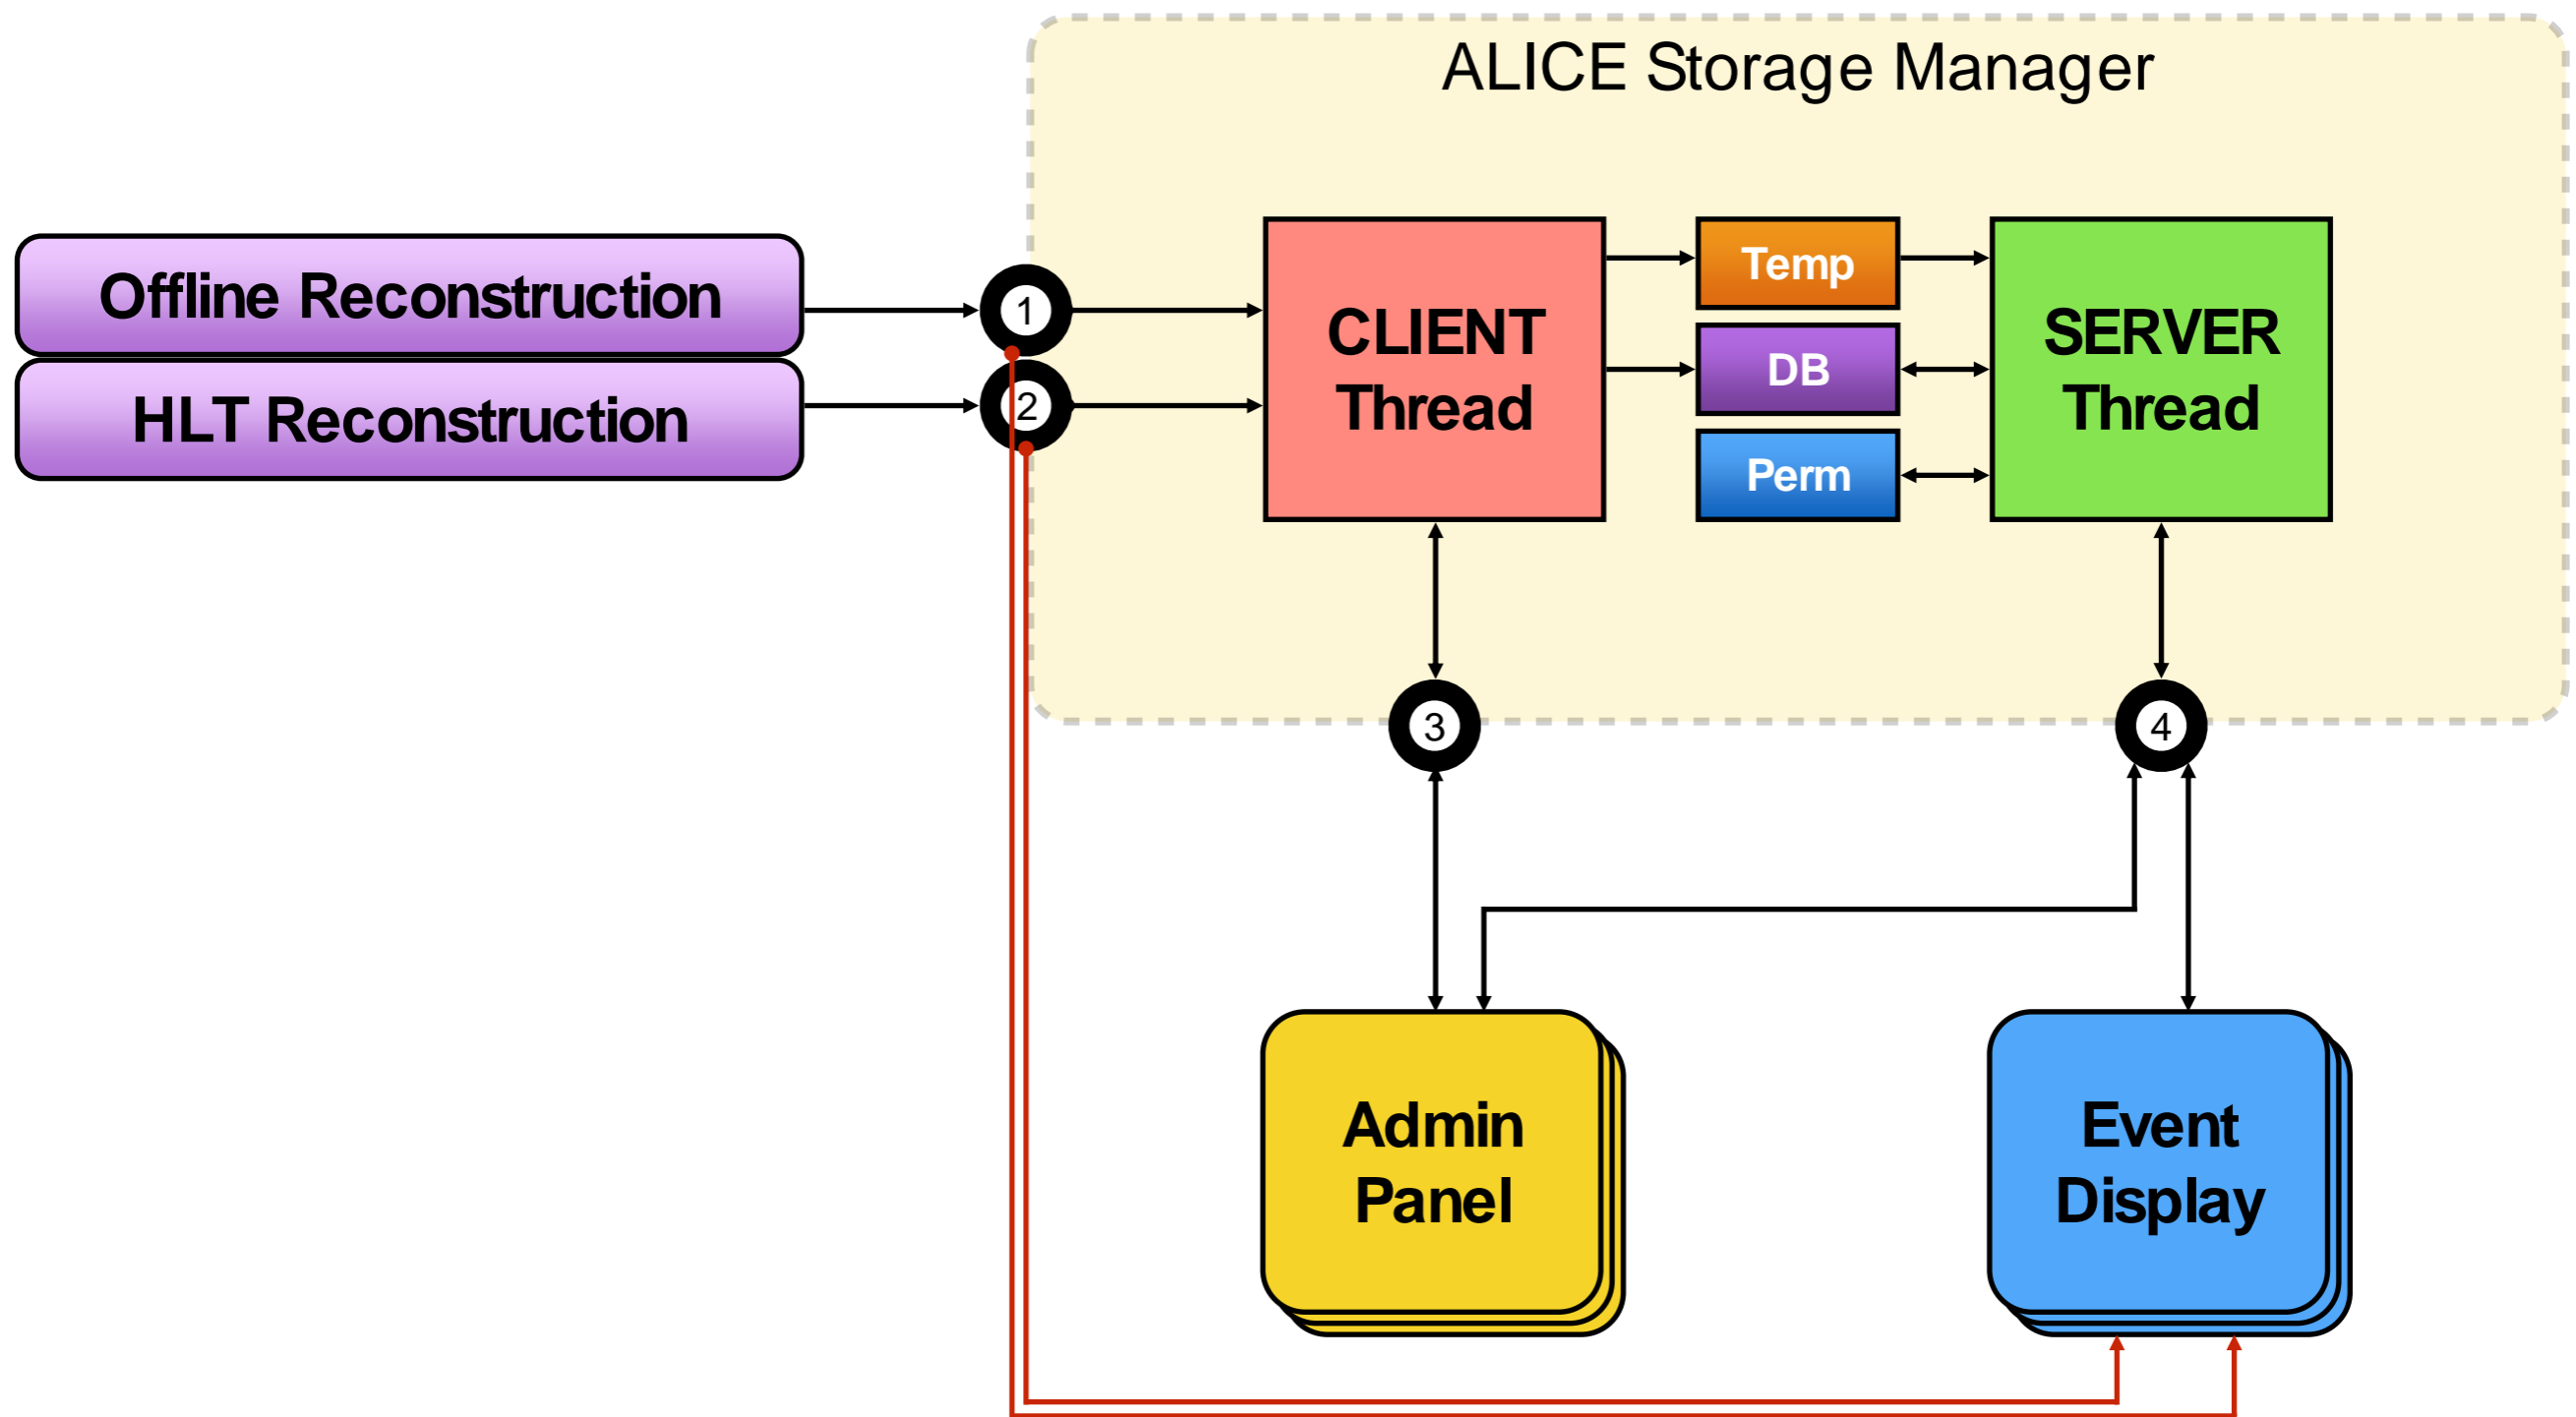 ALICE Storage Manager
Offline Reconstruction
HLT Reconstruction
1
2
CLIENT
Thread
Temp
DB
Perm
SERVER
Thread
3
4
Admin
Panel
Event
Display